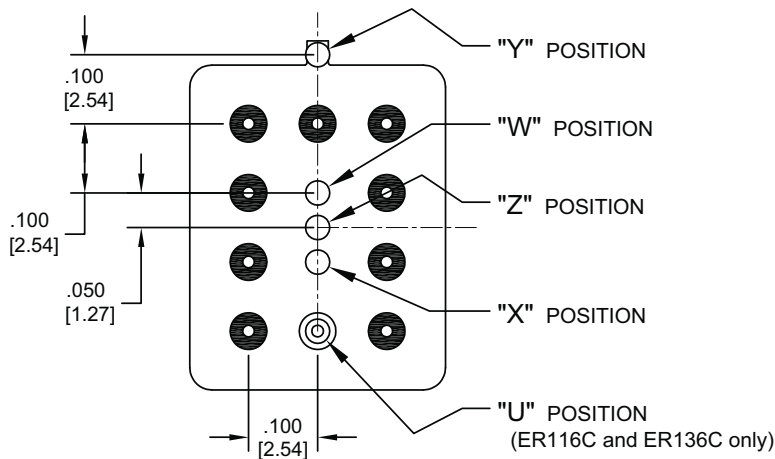 "Y" POSITION
.100
[2.54]
"W" POSITION
"Z" POSITION
.100
[2.54]
.050
[1.27]
"X" POSITION
"U" POSITION
(ER116C and ER136C only)
.100
[2.54]